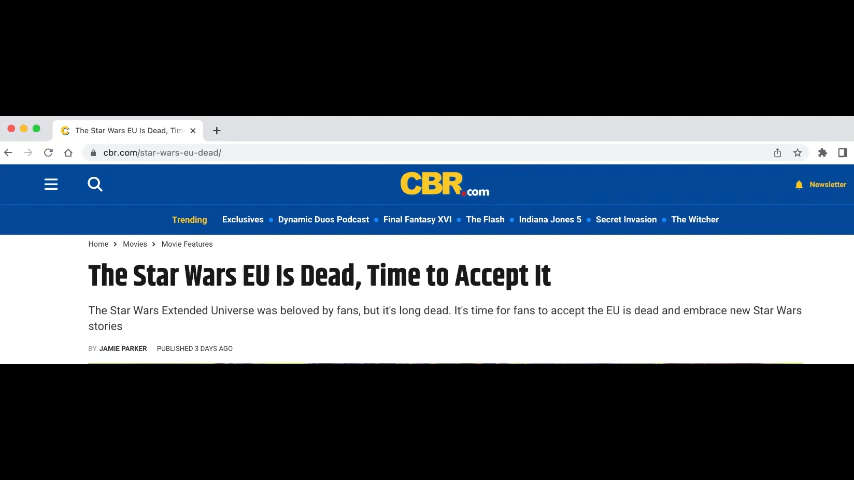 The Star Wars EU Is Dead, Tim
cbr.com/star-wars-eu-dead/
CBR.com
Newsletter
Trending Exclusives Dynamic Duos Podcast Final Fantasy XVI The Flash Indiana Jones 5 Secret Invasion The Witcher
Home > Movies > Movie Features
The Star Wars EU Is Dead, Time to Accept It
The Star Wars Extended Universe was beloved by fans, but it's long dead. It's time for fans to accept the EU is dead and embrace new Star Wars
stories
BY JAMIE PARKER PUBLISHED 3 DAYS AGO